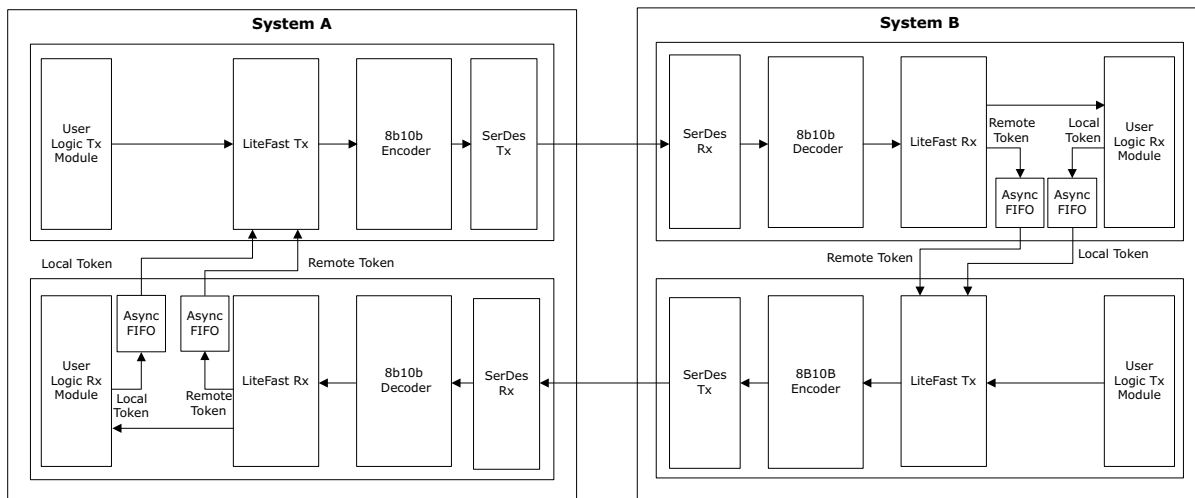 System A
User
Logic Tx
Module
LiteFast Tx
8b10b
Encoder
SerDes
Tx
Local Token
Remote Token
User
Logic Rx
Module
Async
FIFO
Async
FIFO
Local
Token
Remote
Token
LiteFast Rx
8b10b
Decoder
SerDes
Rx
System B
SerDes
Rx
8b10b
Decoder
LiteFast Rx
Remote
Token
Local
Token
Async
FIFO
Async
FIFO
User
Logic Rx
Module
Remote Token
Local Token
SerDes
Tx
8B10B
Encoder
LiteFast Tx
User
Logic Tx
Module